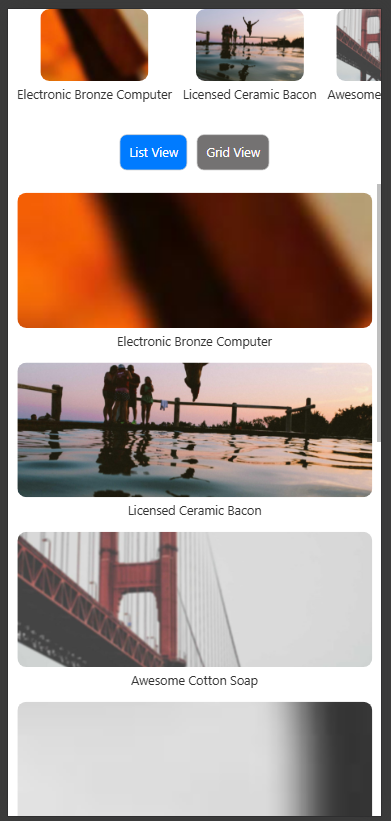 Electronic Bronze Computer
Licensed Ceramic Bacon
Awesome
List View
Grid View
Electronic Bronze Computer
Licensed Ceramic Bacon
Awesome Cotton Soap